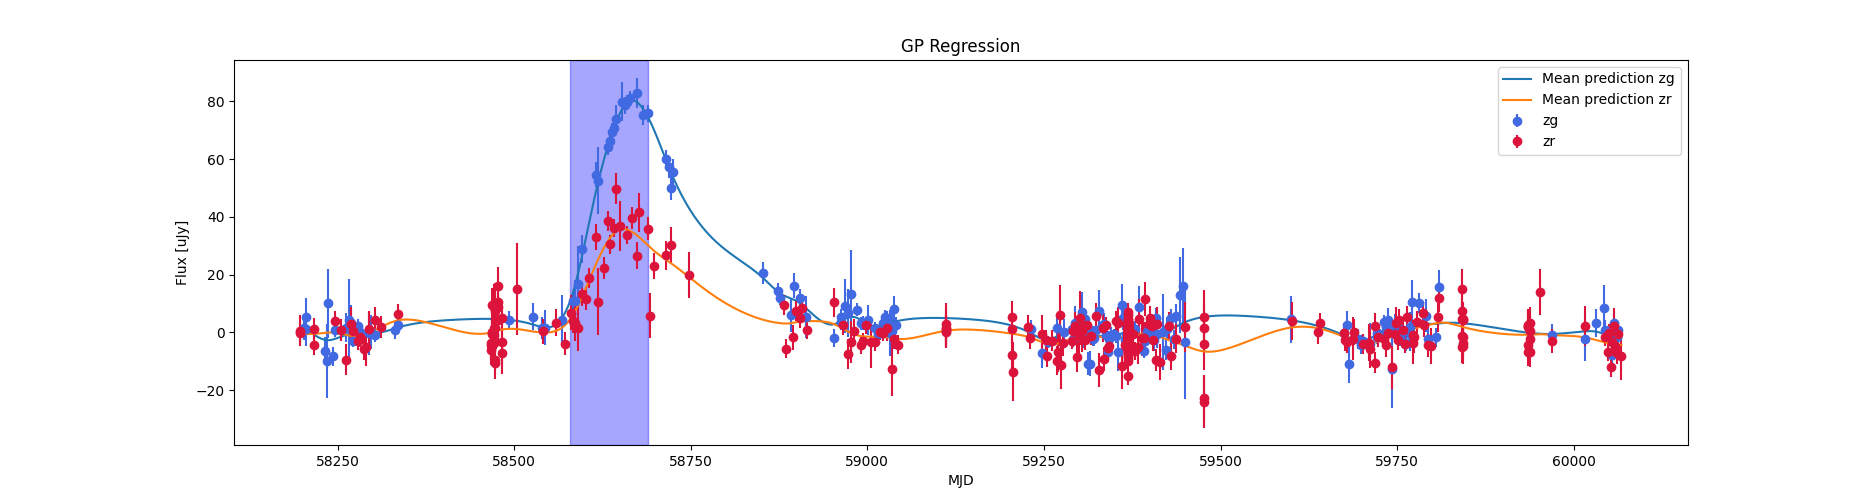 GP Regression
Mean prediction zg
Mean prediction zr
zg
zr
Flux [uJy]
80
60
40
20
0
−20
58250 58500 58750 59000 59250 59500 59750 60000
MJD